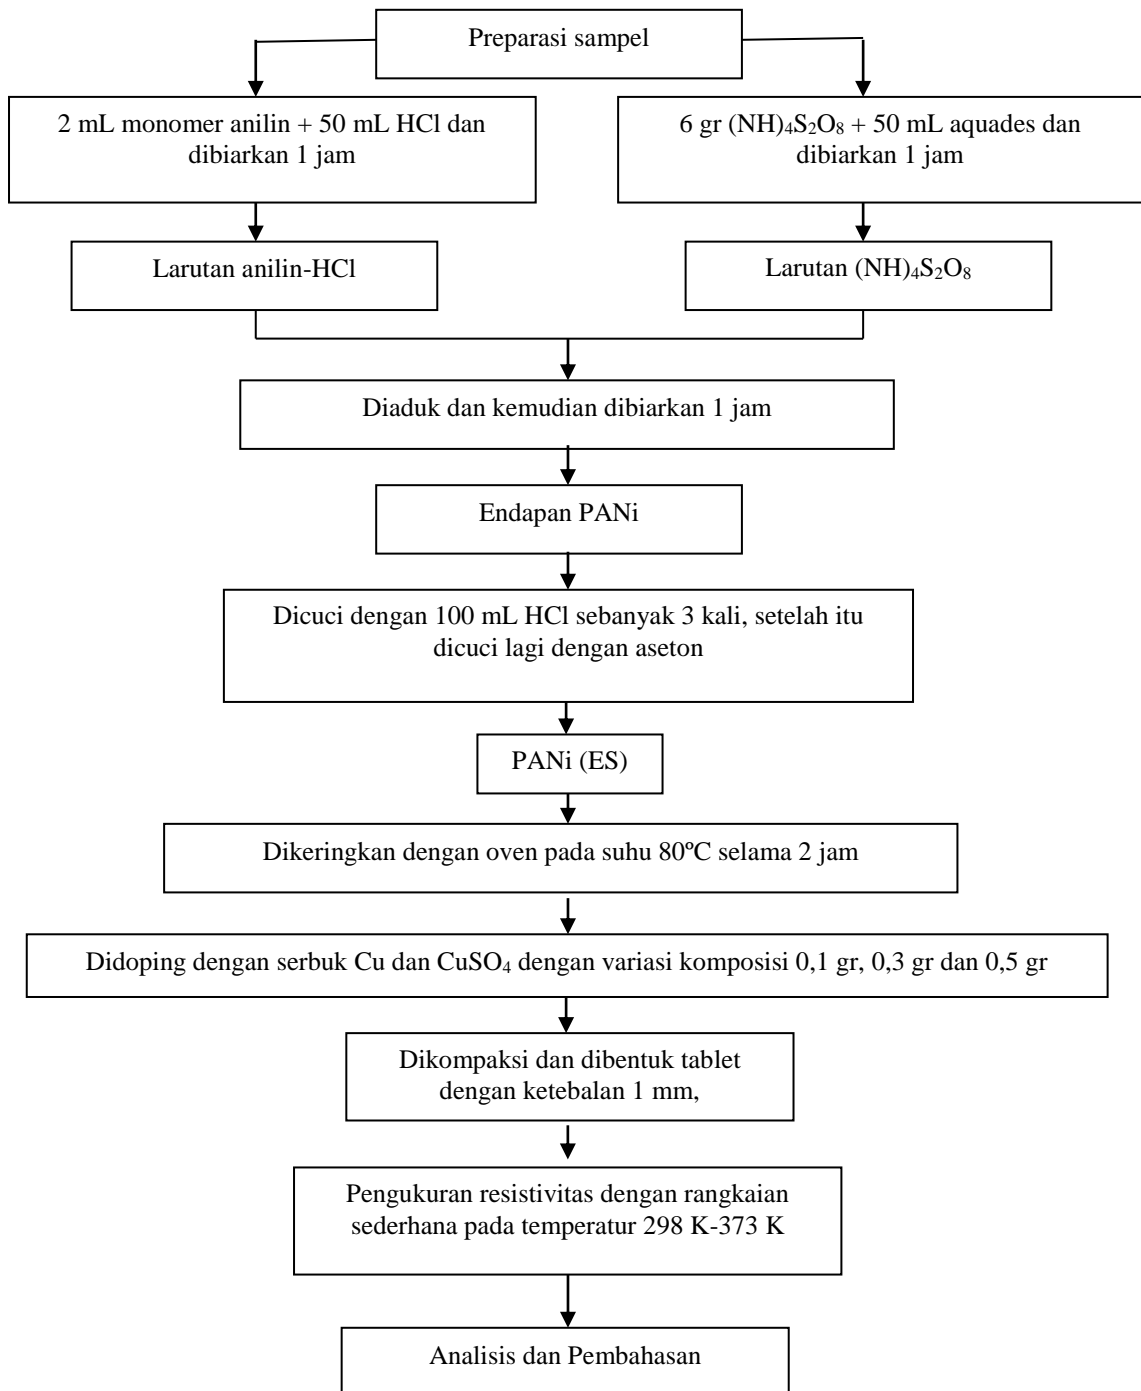 Preparasi sampel
2 mL monomer anilin + 50 mL HCl dan
dibiarkan 1 jam
6 gr (NH)₄S₂O₈ + 50 mL aquades dan
dibiarkan 1 jam
Larutan anilin-HCl
Larutan (NH)₄S₂O₈
Diaduk dan kemudian dibiarkan 1 jam
Endapan PANi
Dicuci dengan 100 mL HCl sebanyak 3 kali, setelah itu
dicuci lagi dengan aseton
PANi (ES)
Dikeringkan dengan oven pada suhu 80ºC selama 2 jam
Didoping dengan serbuk Cu dan CuSO₄ dengan variasi komposisi 0,1 gr, 0,3 gr dan 0,5 gr
Dikompaksi dan dibentuk tablet
dengan ketebalan 1 mm,
Pengukuran resistivitas dengan rangkaian
sederhana pada temperatur 298 K-373 K
Analisis dan Pembahasan